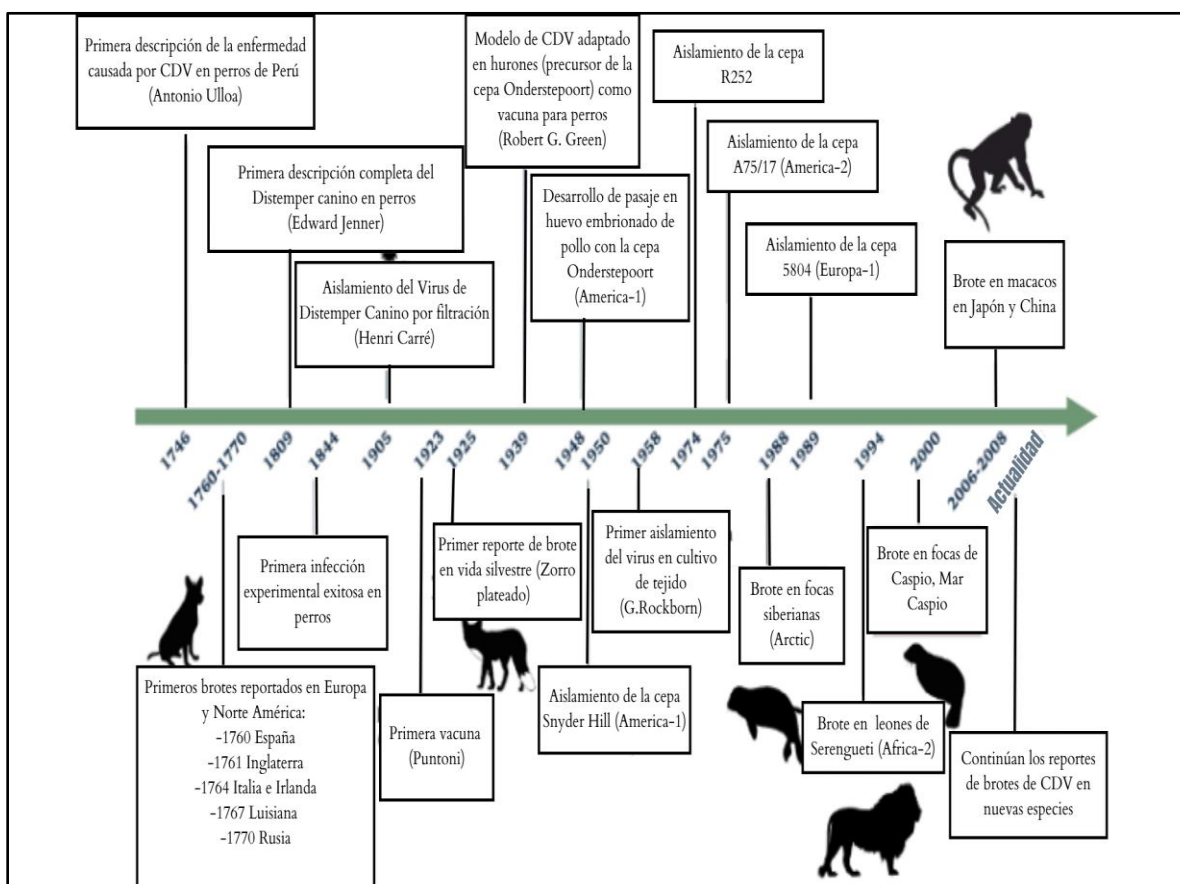 Primera descripción de la enfermedad
causada por CDV en perros de Perú
(Antonio Ulloa)
Primera descripción completa del
Distemper canino en perros
(Edward Jenner)
Aislamiento del Virus de
Distemper Canino por filtración
(Henri Carré)
Modelo de CDV adaptado
en hurones (precursor de la
cepa Onderstepoort) como
vacuna para perros
(Robert G. Green)
Desarrollo de pasaje en
huevo embrionado de
pollo con la cepa
Onderstepoort
(America-1)
Aislamiento de la cepa
R252
Aislamiento de la cepa
A75/17 (America-2)
Aislamiento de la cepa
5804 (Europa-1)
Brote en macacos
en Japón y China
1746
1760-1770
1809
1844
1905
1923
1925
1939
1948
1950
1958
1974
1975
1988
1989
1994
2000
2006-2008
Actualidad
Primeros brotes reportados en Europa
y Norte América:
-1760 España
-1761 Inglaterra
-1764 Italia e Irlanda
-1767 Luisiana
-1770 Rusia
Primera infección
experimental exitosa en
perros
Primera vacuna
(Puntoni)
Primer reporte de brote
en vida silvestre (Zorro
plateado)
Aislamiento de la cepa
Snyder Hill (America-1)
Primer aislamiento
del virus en cultivo
de tejido
(G.Rockborn)
Brote en focas
siberianas
(Arctic)
Brote en leones de
Serengueti (Africa-2)
Brote en focas de
Caspio, Mar
Caspio
Continúan los reportes
de brotes de CDV en
nuevas especies